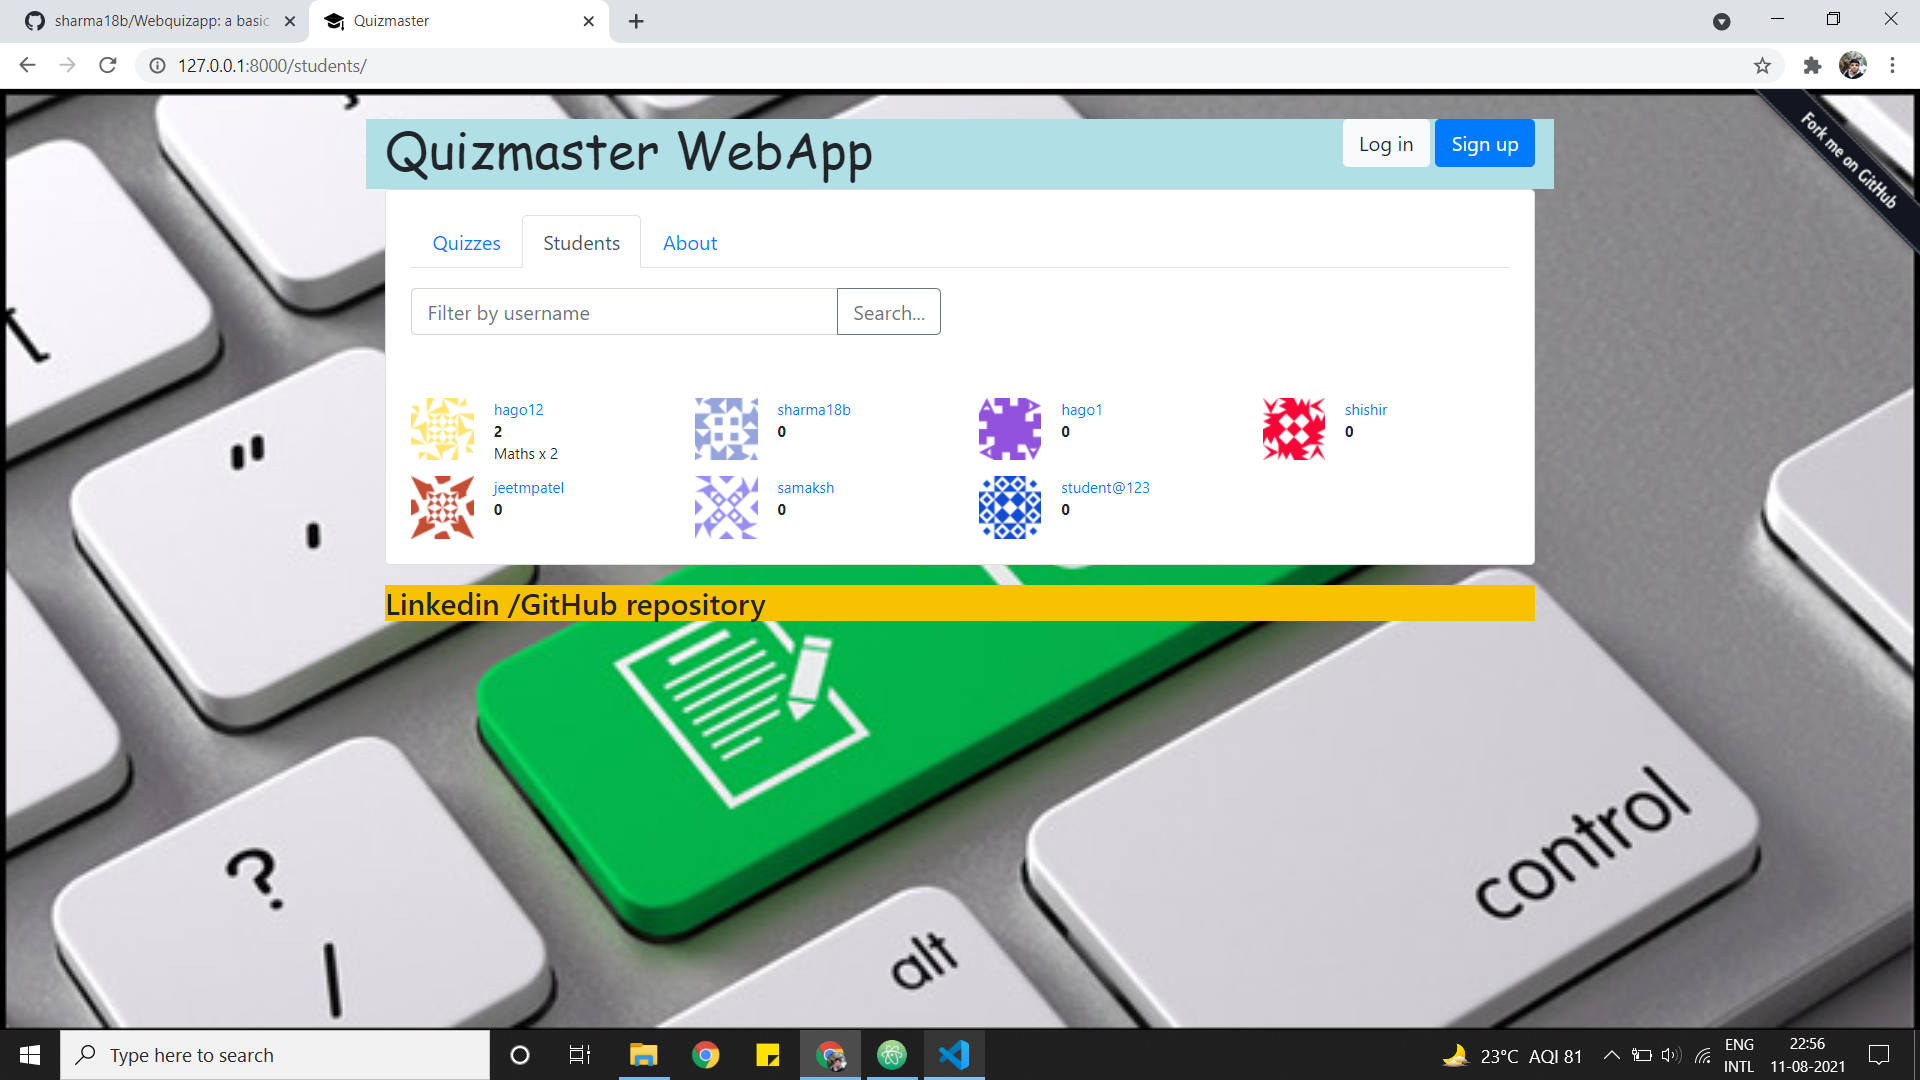 sharma18b/Webquizapp: a basic
Quizmaster
127.0.0.1:8000/students/
Quizmaster WebApp
Log in
Sign up
Fork me on GitHub
Quizzes
Students
About
Filter by username
Search...
hago12
2
Maths x 2
sharma18b
0
hago1
0
shishir
0
jeetmpatel
0
samaksh
0
student@123
0
Linkedin /GitHub repository
[
"
'
?
/
alt
control
Type here to search
23°C AQI 81
ENG
INTL
22:56
11-08-2021